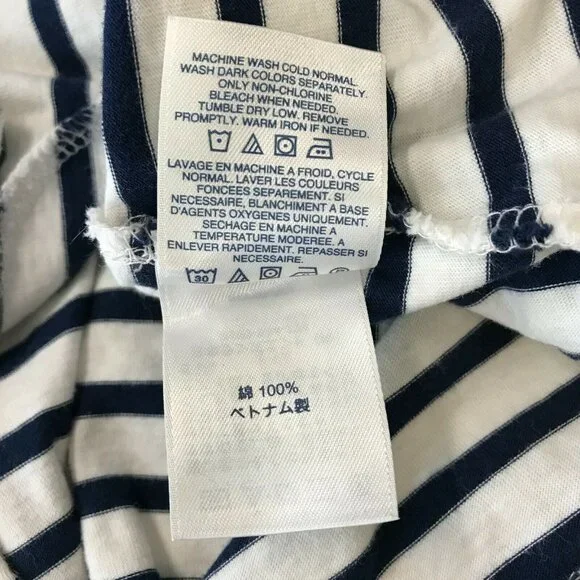 MACHINE WASH COLD NORMAL.
WASH DARK COLORS SEPARATELY.
ONLY NON-CHLORINE
BLEACH WHEN NEEDED.
TUMBLE DRY LOW. REMOVE
PROMPTLY. WARM IRON IF NEEDED.
LAVAGE EN MACHINE A FROID, CYCLE
NORMAL. LAVER LES COULEURS
FONCEES SEPAREMENT. SI
NECESSAIRE, BLANCHIMENT A BASE
D'AGENTS OXYGENES UNIQUEMENT.
SECHAGE EN MACHINE A
TEMPERATURE MODEREE. A
ENLEVER RAPIDEMENT. REPASSER SI
NECESSAIRE.
30
綿 100%
ベトナム製